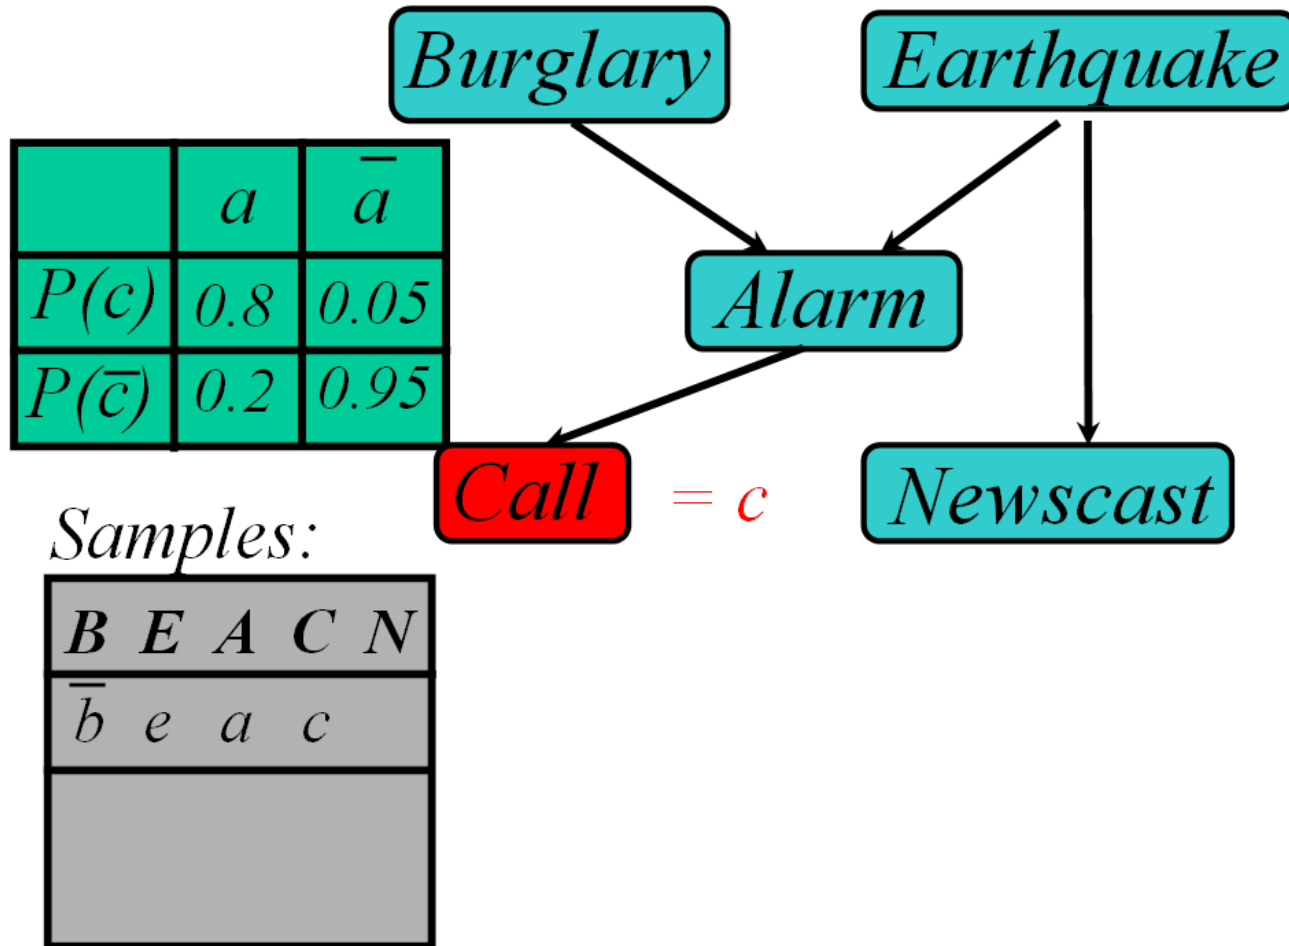 Burglary Earthquake
a a̅
Alarm
P(c) 0.8 0.05
P(c̅) 0.2 0.95
Call = c Newscast
Samples:
B E A C N
b̅ e a c